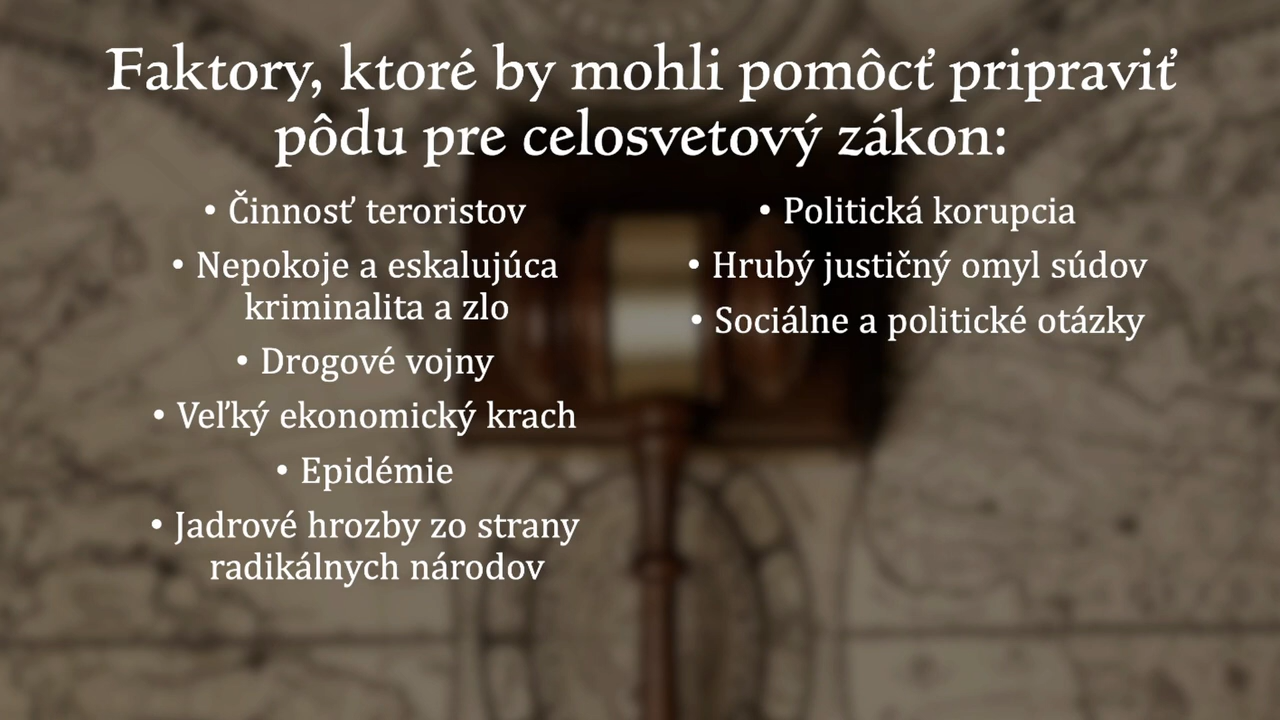 Faktory, ktoré by mohli pomôcť pripraviť
pôdu pre celosvetový zákon:
• Činnosť teroristov
• Nepokoje a eskalujúca
kriminalita a zlo
• Drogové vojny
• Veľký ekonomický krach
• Epidémie
• Jadrové hrozby zo strany
radikálnych národov
• Politická korupcia
• Hrubý justičný omyl súdov
• Sociálne a politické otázky